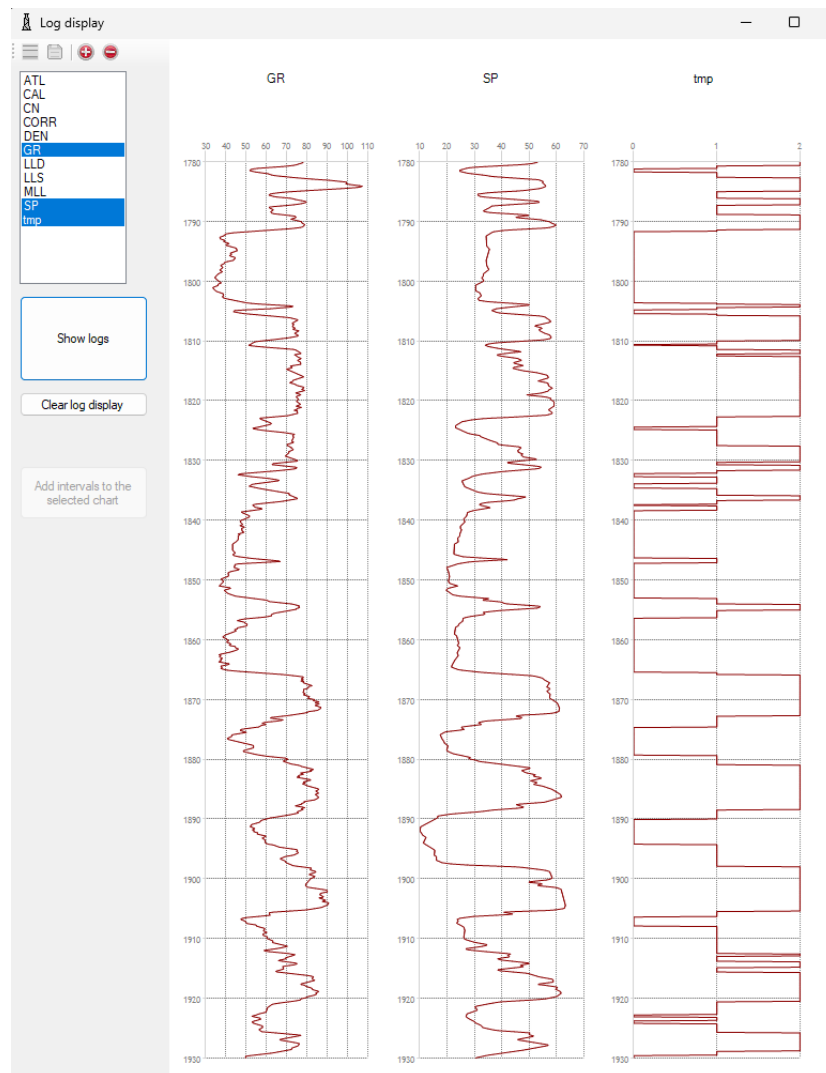 Log display
ATL
CAL
CN
CORR
DEN
GR
LLD
LLS
MLL
SP
tmp
Show logs
Clear log display
Add intervals to the
selected chart
GR
30 40 50 60 70 80 90 100 110
1780
1790
1800
1810
1820
1830
1840
1850
1860
1870
1880
1890
1900
1910
1920
1930
SP
10 20 30 40 50 60 70
1780
1790
1800
1810
1820
1830
1840
1850
1860
1870
1880
1890
1900
1910
1920
1930
tmp
0 1 2
1780
1790
1800
1810
1820
1830
1840
1850
1860
1870
1880
1890
1900
1910
1920
1930